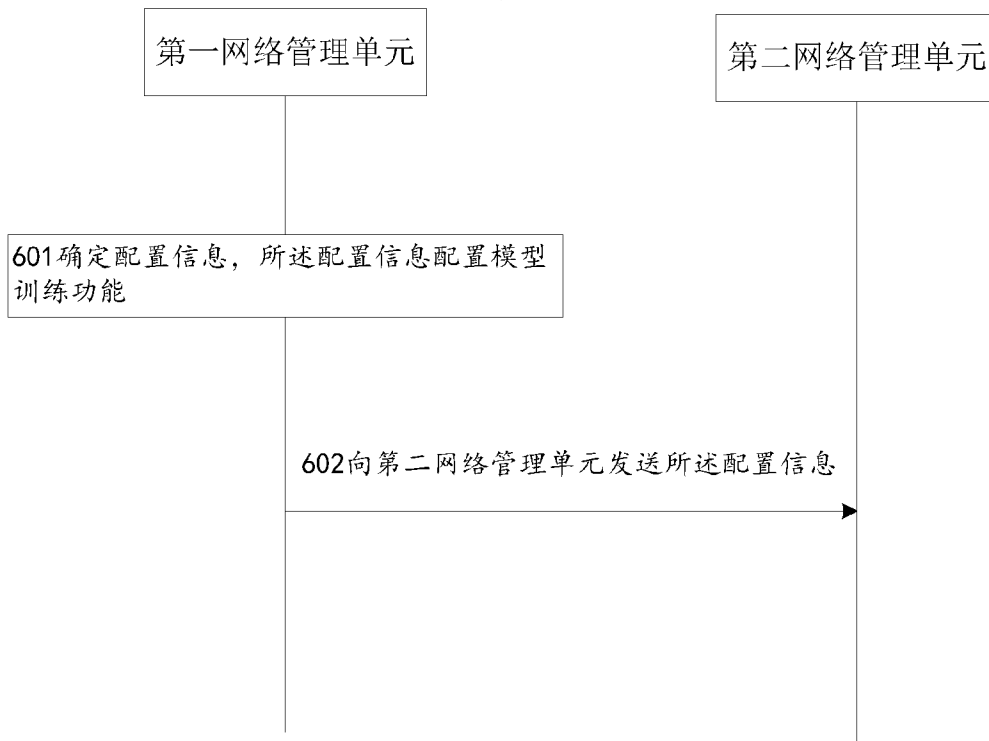 第一网络管理单元
第二网络管理单元
601确定配置信息，所述配置信息配置模型
训练功能
602向第二网络管理单元发送所述配置信息